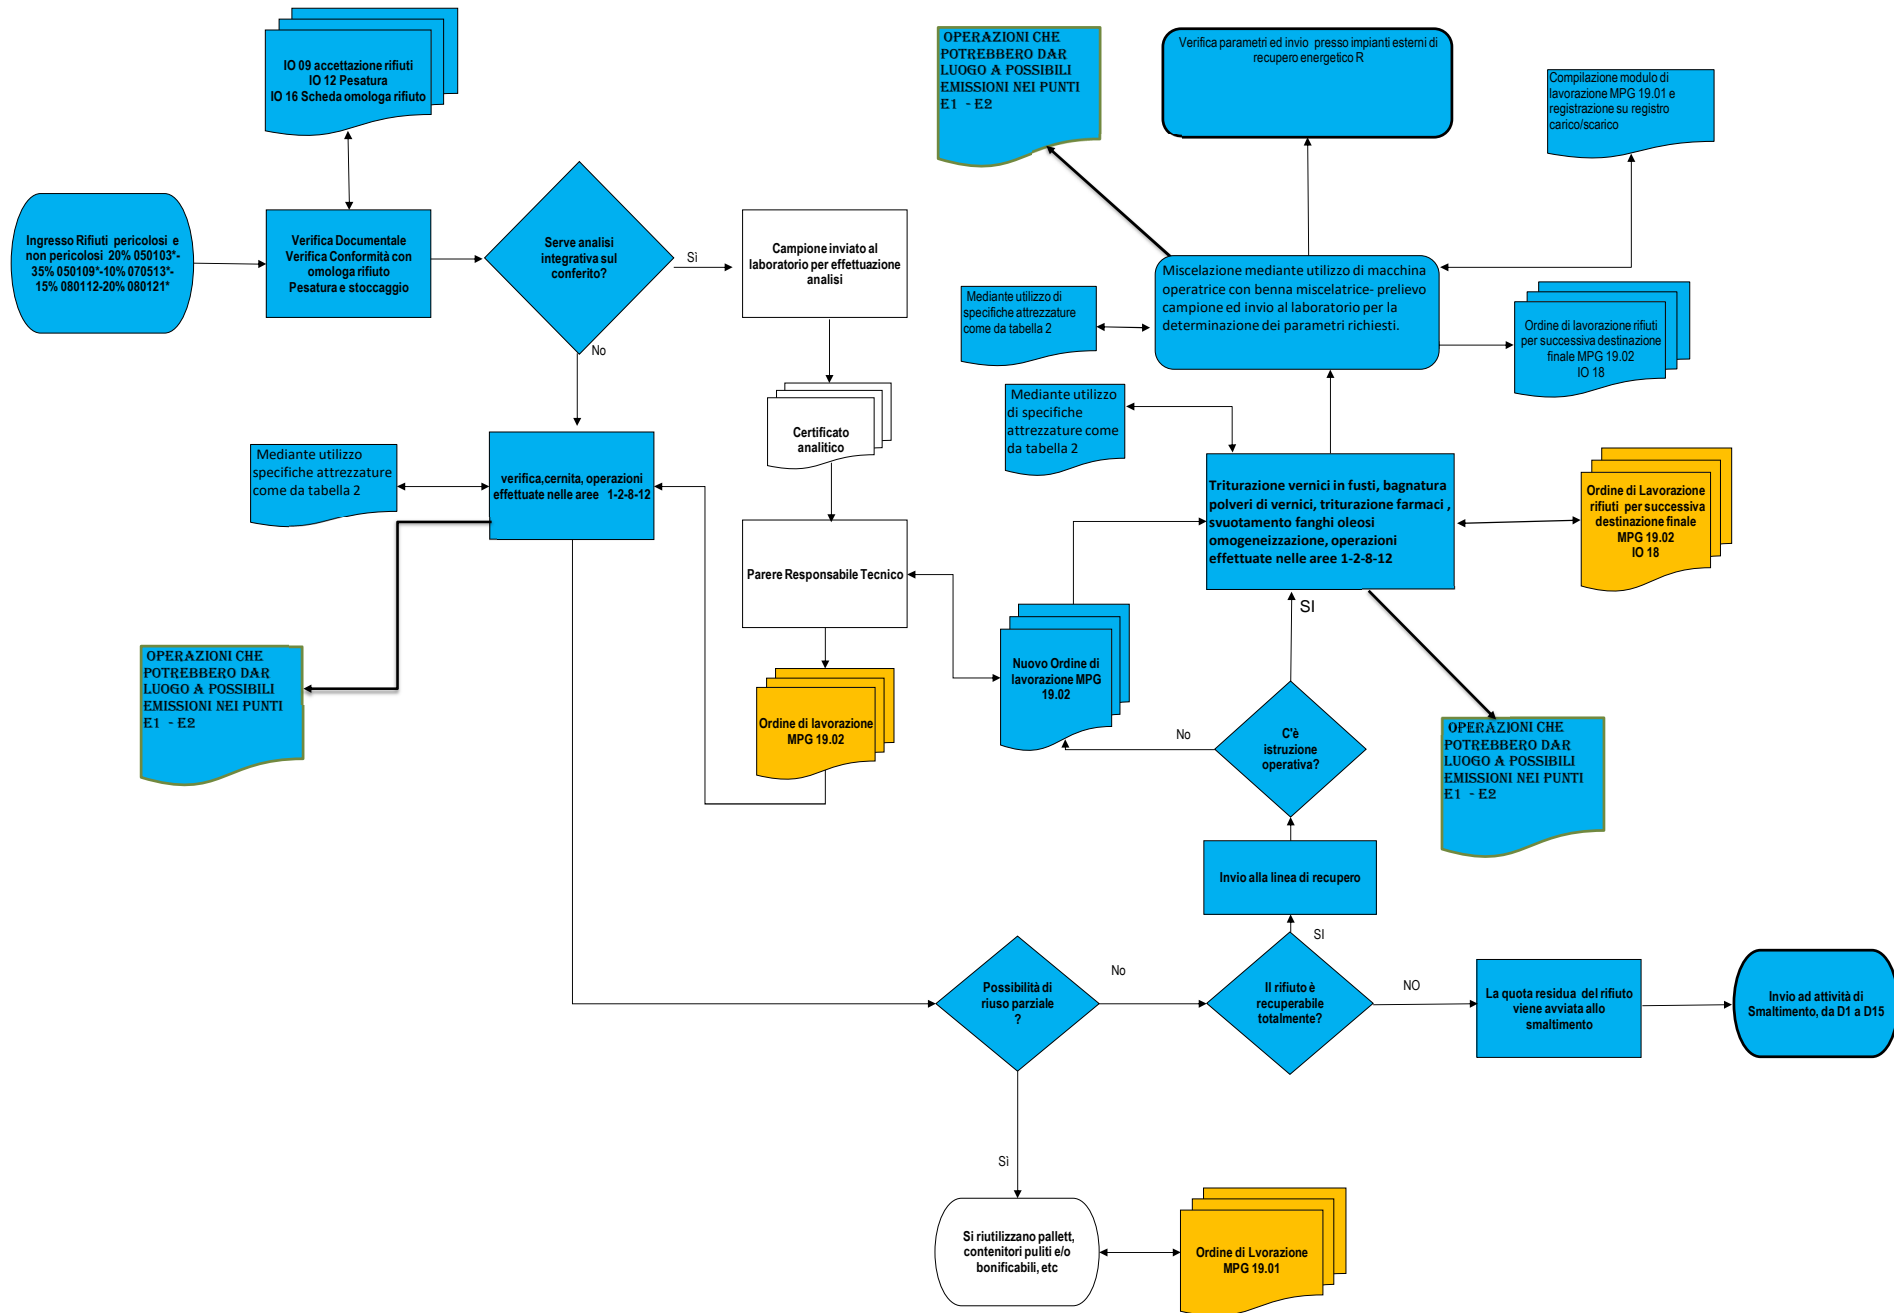 IO 09 accettazione rifiuti
IO 12 Pesatura
IO 16 Scheda omologa rifiuto
OPERAZIONI CHE
POTREBBERO DAR
LUOGO A POSSIBILI
EMISSIONI NEI PUNTI
E1 - E2
Verifica parametri ed invio presso impianti esterni di
recupero energetico R
Compilazione modulo di
lavorazione MPG 19.01 e
registrazione su registro
carico/scarico
Ingresso Rifiuti pericolosi e
non pericolosi 20% 050103*-
35% 050109*-10% 070513*-
15% 080112-20% 080121*
Verifica Documentale
Verifica Conformità con
omologa rifiuto
Pesatura e stoccaggio
Serve analisi
integrativa sul
conferito?
Sì
No
Campione inviato al
laboratorio per effettuazione
analisi
Mediante utilizzo di
specifiche attrezzature
come da tabella 2
Miscelazione mediante utilizzo di macchina
operatrice con benna miscelatrice- prelievo
campione ed invio al laboratorio per la
determinazione dei parametri richiesti.
Ordine di lavorazione rifiuti
per successiva destinazione
finale MPG 19.02
IO 18
Certificato
analitico
Mediante utilizzo
di specifiche
attrezzature come
da tabella 2
Mediante utilizzo
specifiche attrezzature
come da tabella 2
verifica,cernita, operazioni
effettuate nelle aree 1-2-8-12
Triturazione vernici in fusti, bagnatura
polveri di vernici, triturazione farmaci ,
svuotamento fanghi oleosi
omogeneizzazione, operazioni
effettuate nelle aree 1-2-8-12
Ordine di Lavorazione
rifiuti per successiva
destinazione finale
MPG 19.02
IO 18
Parere Responsabile Tecnico
SI
OPERAZIONI CHE
POTREBBERO DAR
LUOGO A POSSIBILI
EMISSIONI NEI PUNTI
E1 - E2
Nuovo Ordine di
lavorazione MPG
19.02
Ordine di lavorazione
MPG 19.02
No
C'è
istruzione
operativa?
OPERAZIONI CHE
POTREBBERO DAR
LUOGO A POSSIBILI
EMISSIONI NEI PUNTI
E1 - E2
Invio alla linea di recupero
SI
Possibilità di
riuso parziale
?
No
Il rifiuto è
recuperabile
totalmente?
NO
La quota residua del rifiuto
viene avviata allo
smaltimento
Invio ad attività di
Smaltimento, da D1 a D15
Sì
Si riutilizzano pallett,
contenitori puliti e/o
bonificabili, etc
Ordine di Lvorazione
MPG 19.01